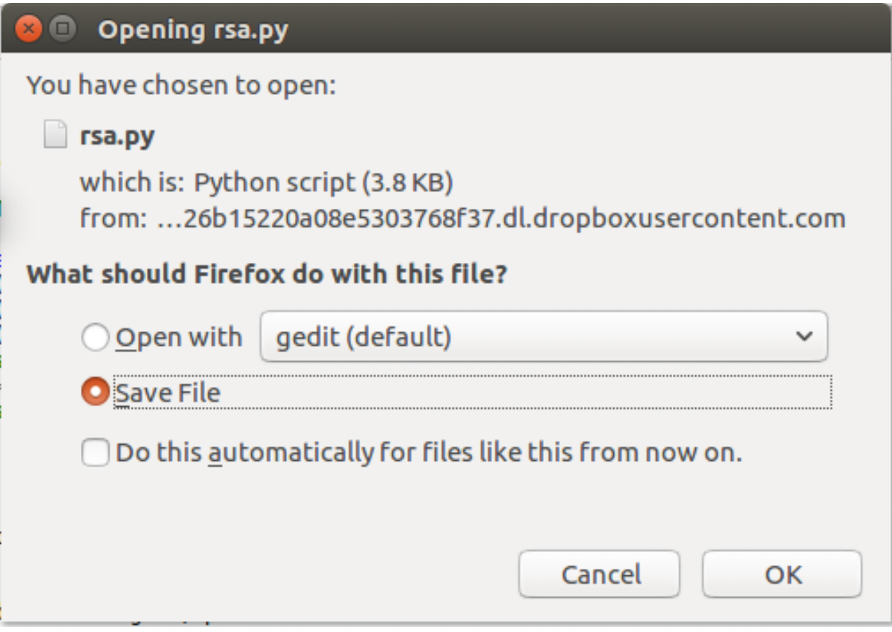 Opening rsa.py
You have chosen to open:
rsa.py
which is: Python script (3.8 KB)
from: …26b15220a08e5303768f37.dl.dropboxusercontent.com
What should Firefox do with this file?
Open with gedit (default)
Save File
Do this automatically for files like this from now on.
Cancel OK